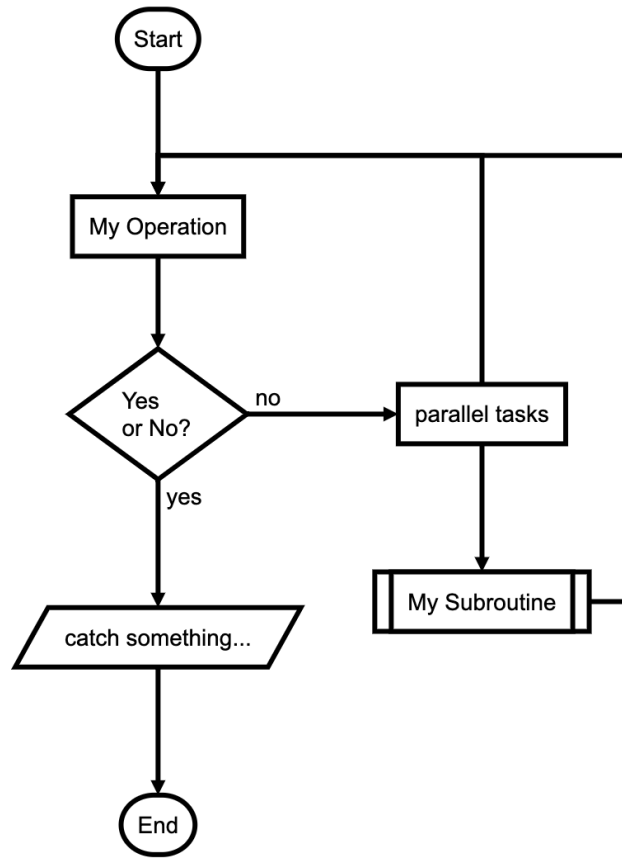 Start
My Operation
Yes
or No?
no
parallel tasks
yes
My Subroutine
catch something...
End